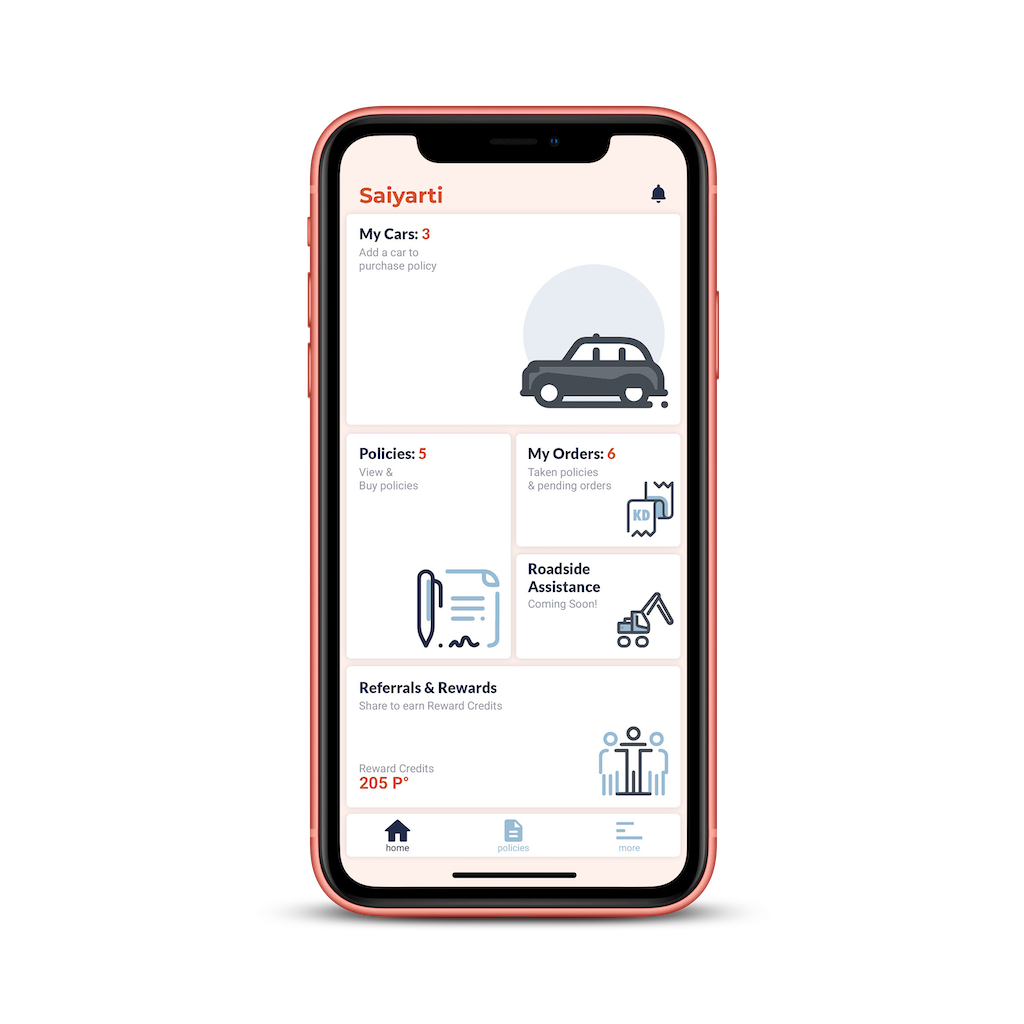 Saiyarti
My Cars: 3
Add a car to
purchase policy
Policies: 5
View &
Buy policies
My Orders: 6
Taken policies
& pending orders
KD
Roadside
Assistance
Coming Soon!
Referrals & Rewards
Share to earn Reward Credits
Reward Credits
205 P°
home
policies
more